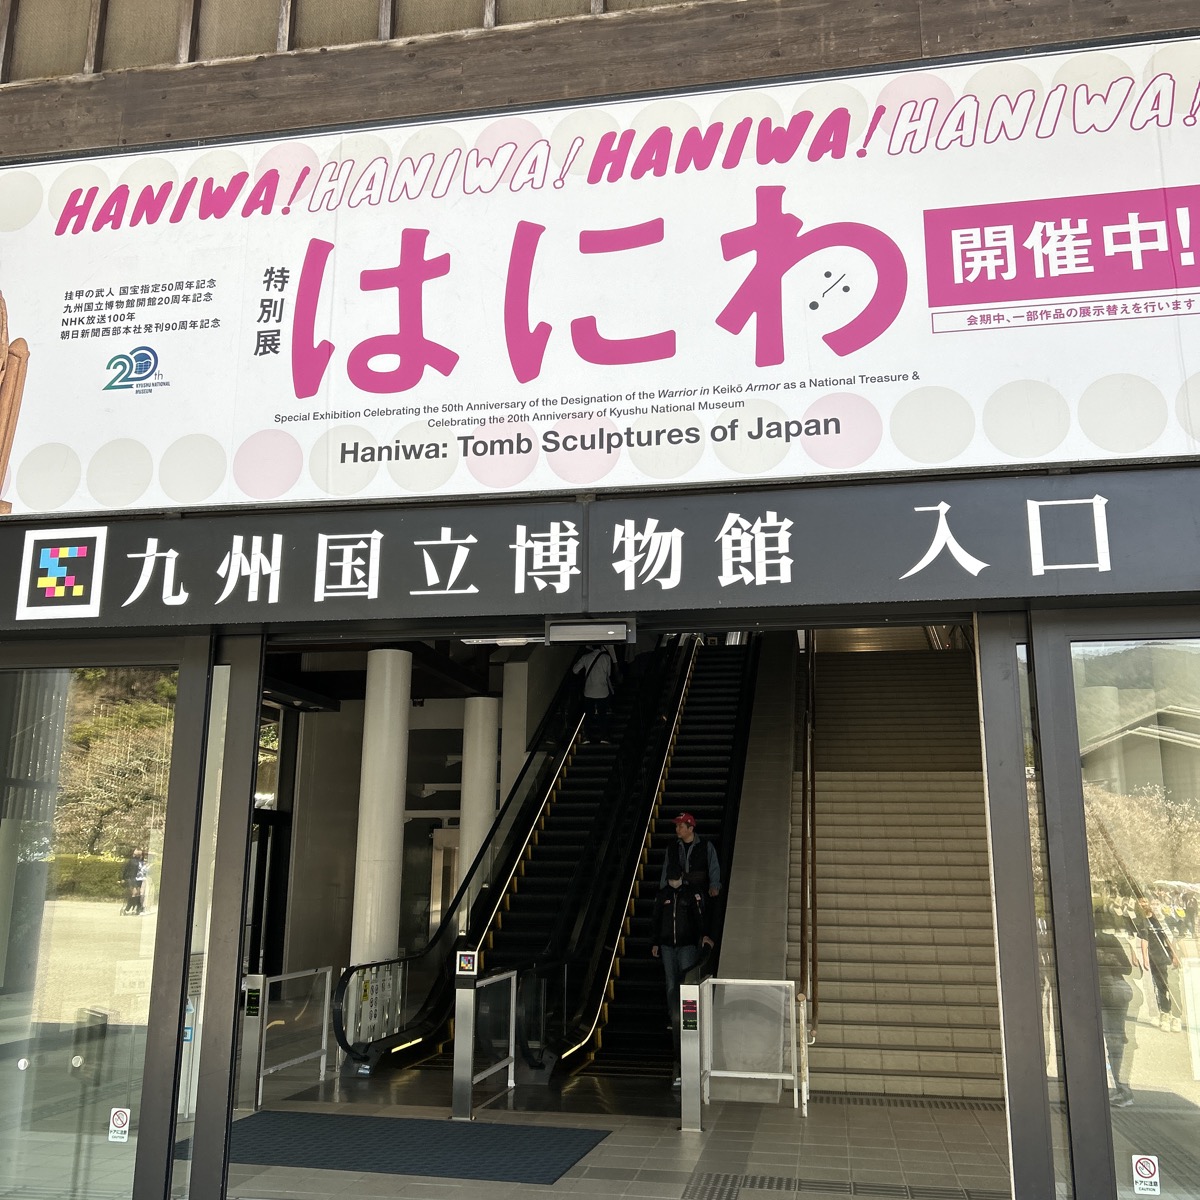 HANIWA! HANIWA! HANIWA! HANIWA!
挂甲の武人 国宝指定50周年記念
九州国立博物館開館20周年記念
NHK放送100年
朝日新聞西部本社発刊90周年記念
20th
KYUSHU NATIONAL
MUSEUM
特別展
はにわ
開催中!
会期中、一部作品の展示替えを行います
Special Exhibition Celebrating the 50th Anniversary of the Designation of the Warrior in Keikō Armor as a National Treasure &
Celebrating the 20th Anniversary of Kyushu National Museum
Haniwa: Tomb Sculptures of Japan
九州国立博物館 入口
ドアに注意
CAUTION
ドアに注意
CAUTION